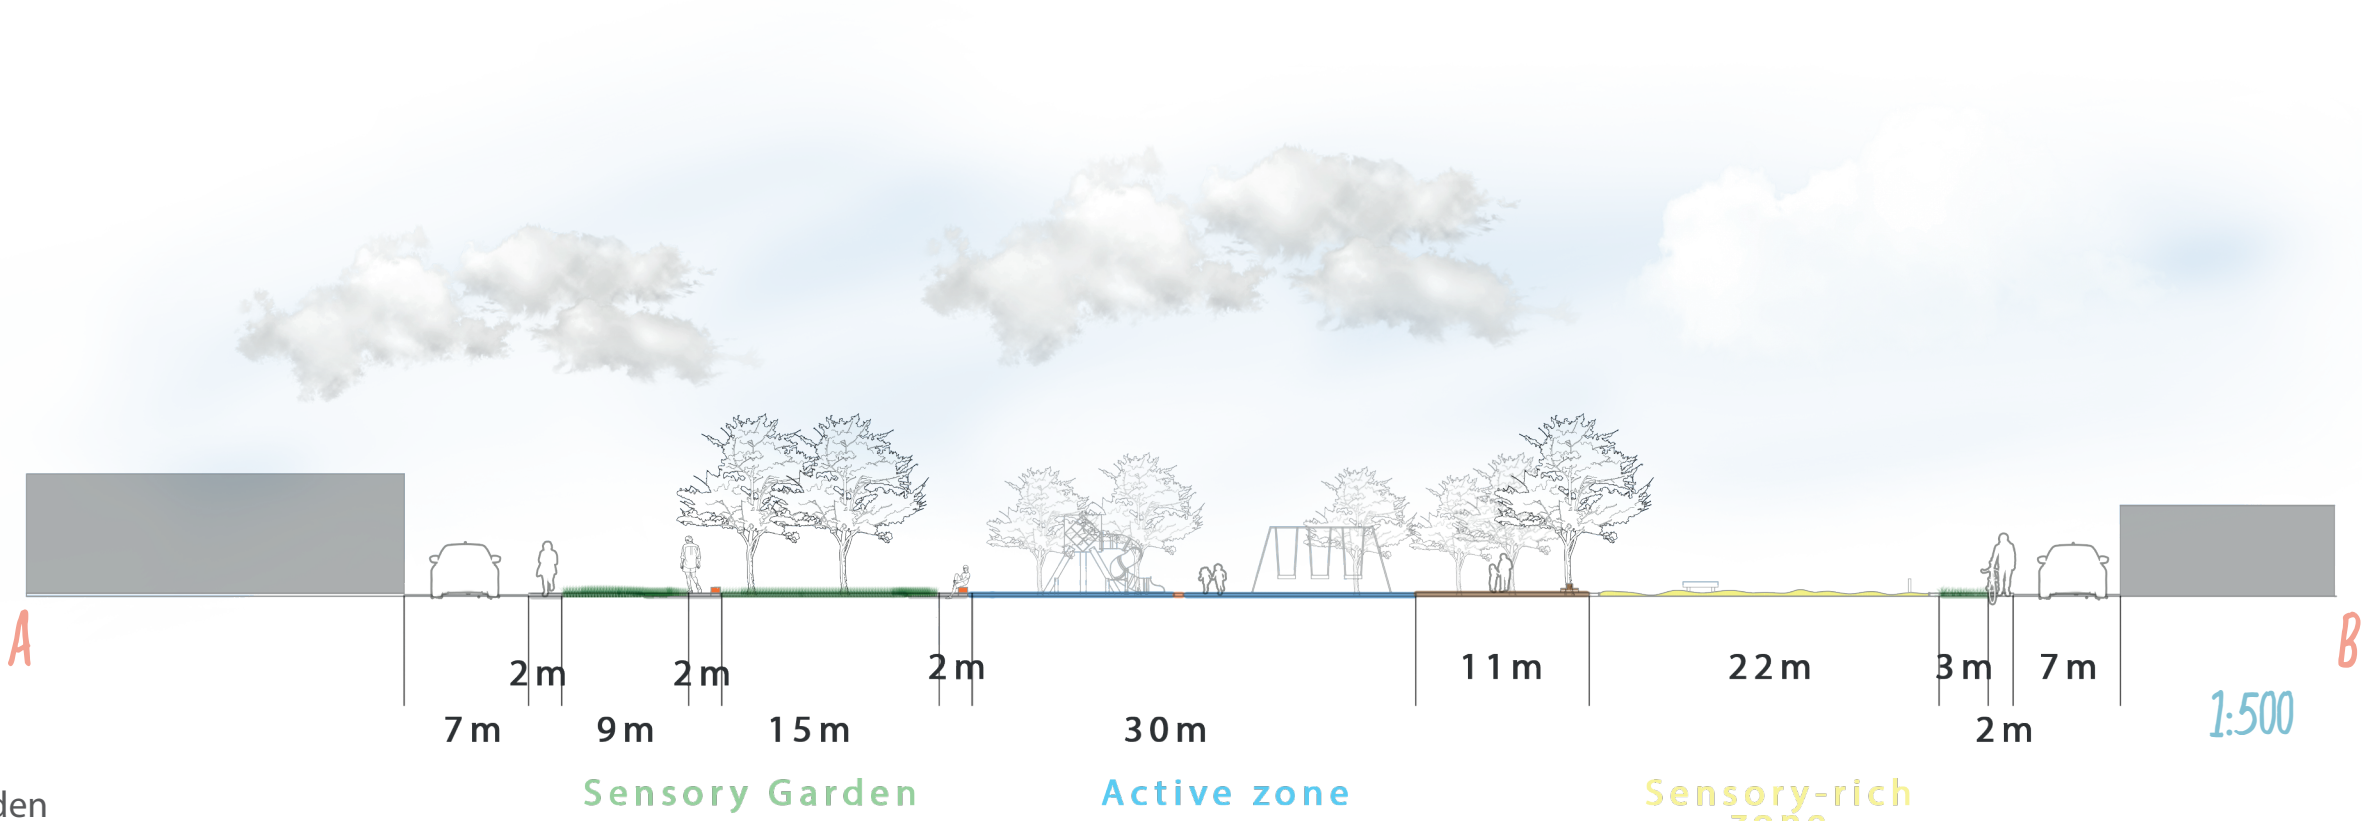 A
B
2m
2m
2m
11m
22m
3m
7m
1:500
7m
9m
15m
30m
2m
Sensory Garden
Active zone
Sensory-rich
zone
den